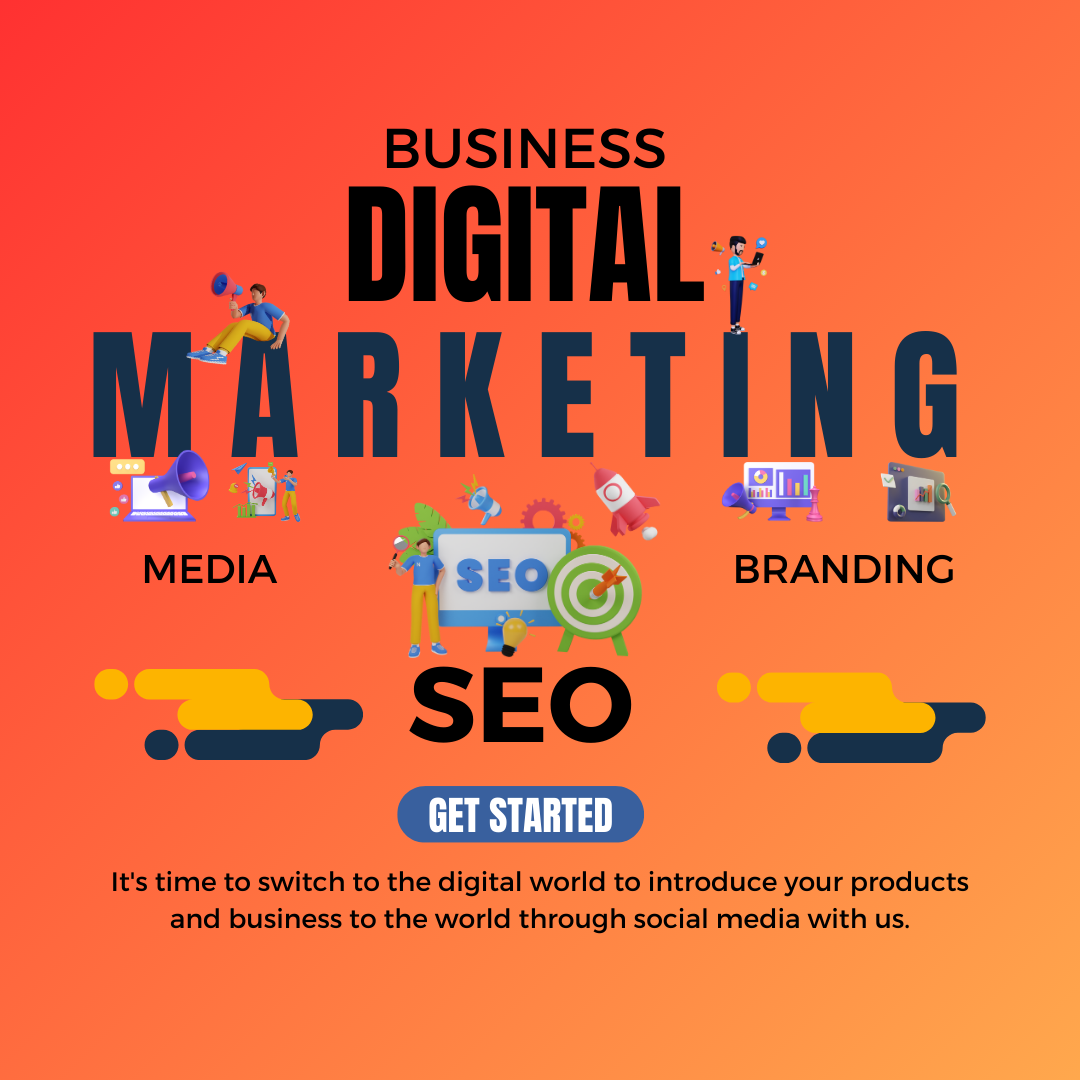 BUSINESS
DIGITAL
MARKETING
SEO
MEDIA
BRANDING
SEO
GET STARTED
It's time to switch to the digital world to introduce your products
and business to the world through social media with us.